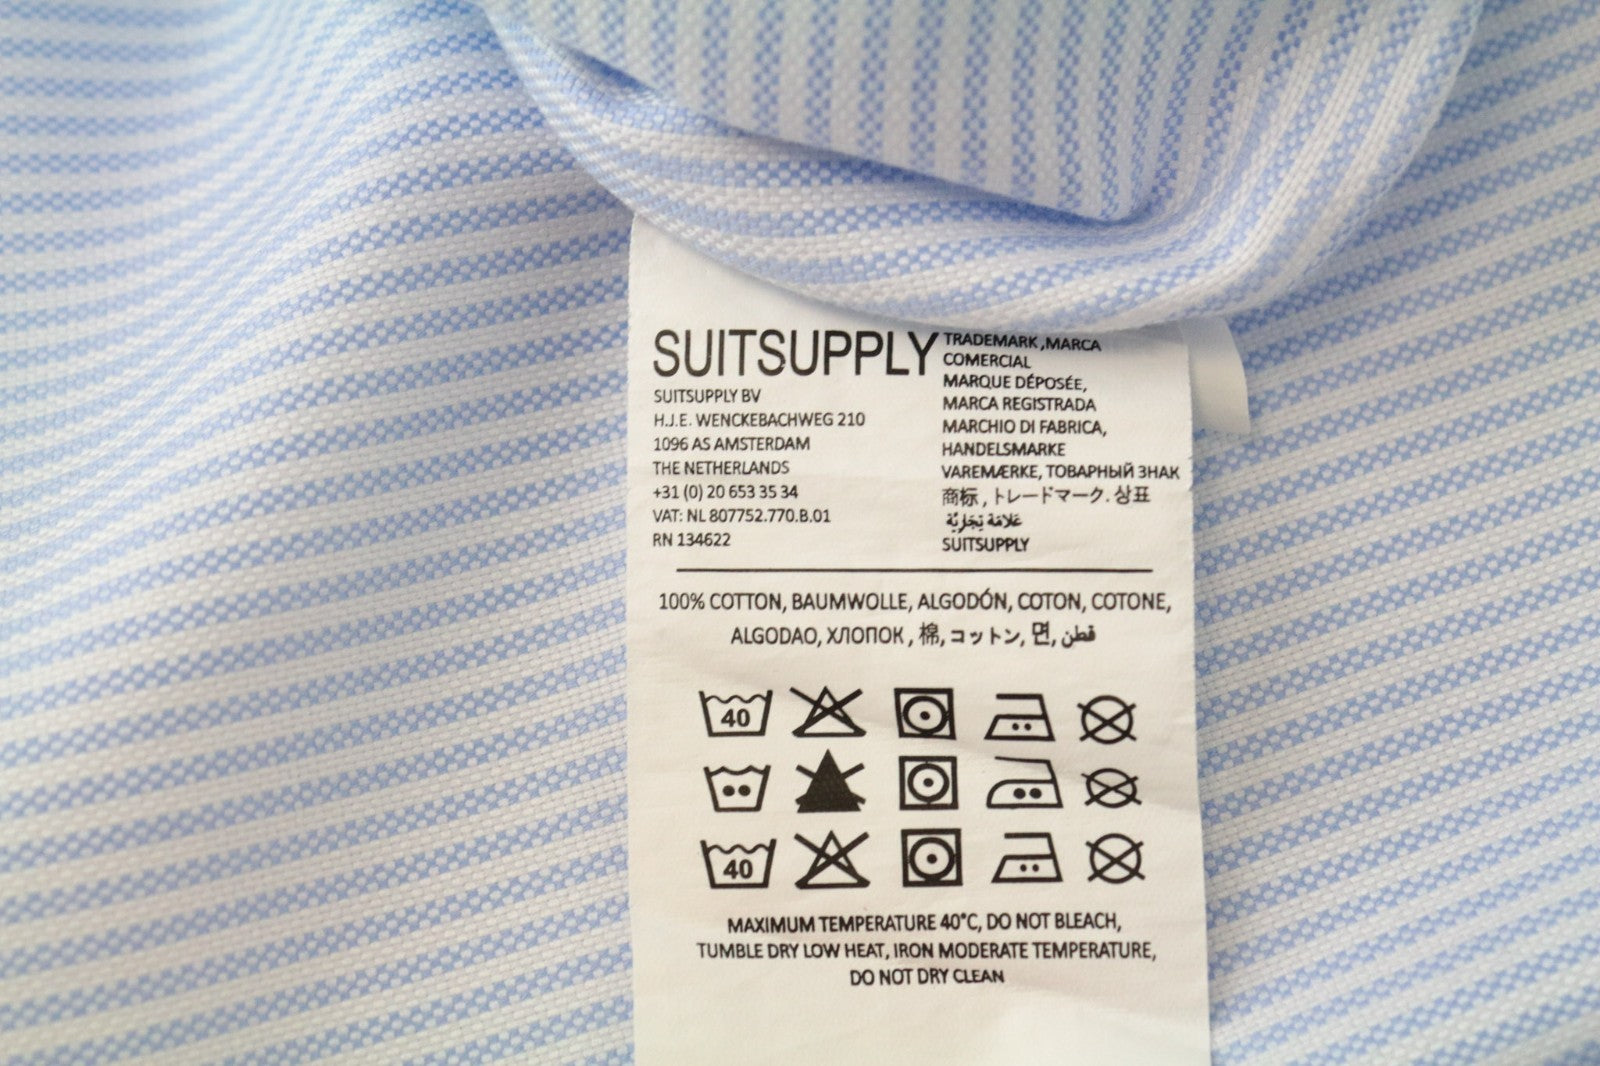 SUITSUPPLY
SUITSUPPLY BV
H.J.E. WENCKEBACHWEG 210
1096 AS AMSTERDAM
THE NETHERLANDS
+31 (0) 20 653 35 34
VAT: NL 807752.770.B.01
RN 134622
TRADEMARK ,MARCA
COMERCIAL
MARQUE DÉPOSÉE,
MARCA REGISTRADA
MARCHIO DI FABRICA,
HANDELSMARKE
VAREMÆRKE, ТОВАРНЫЙ ЗНАК
商标 , トレードマーク. 상표
عَلامَة تِجَارِيَّة
SUITSUPPLY
100% COTTON, BAUMWOLLE, ALGODÓN, COTON, COTONE,
ALGODAO, ХЛОПОК , 棉, コットン, 면, قطن
40
40
MAXIMUM TEMPERATURE 40°C, DO NOT BLEACH,
TUMBLE DRY LOW HEAT, IRON MODERATE TEMPERATURE,
DO NOT DRY CLEAN